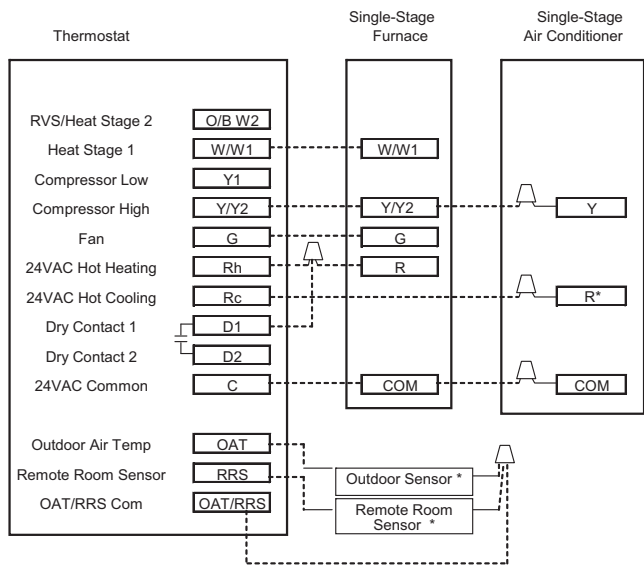 Thermostat
Single-Stage
Furnace
Single-Stage
Air Conditioner
RVS/Heat Stage 2 O/B W2
Heat Stage 1 W/W1 W/W1
Compressor Low Y1
Compressor High Y/Y2 Y/Y2 Y
Fan G G
24VAC Hot Heating Rh R
24VAC Hot Cooling Rc R*
Dry Contact 1 D1
Dry Contact 2 D2
24VAC Common C COM COM
Outdoor Air Temp OAT
Remote Room Sensor RRS
OAT/RRS Com OAT/RRS
Outdoor Sensor *
Remote Room
Sensor *